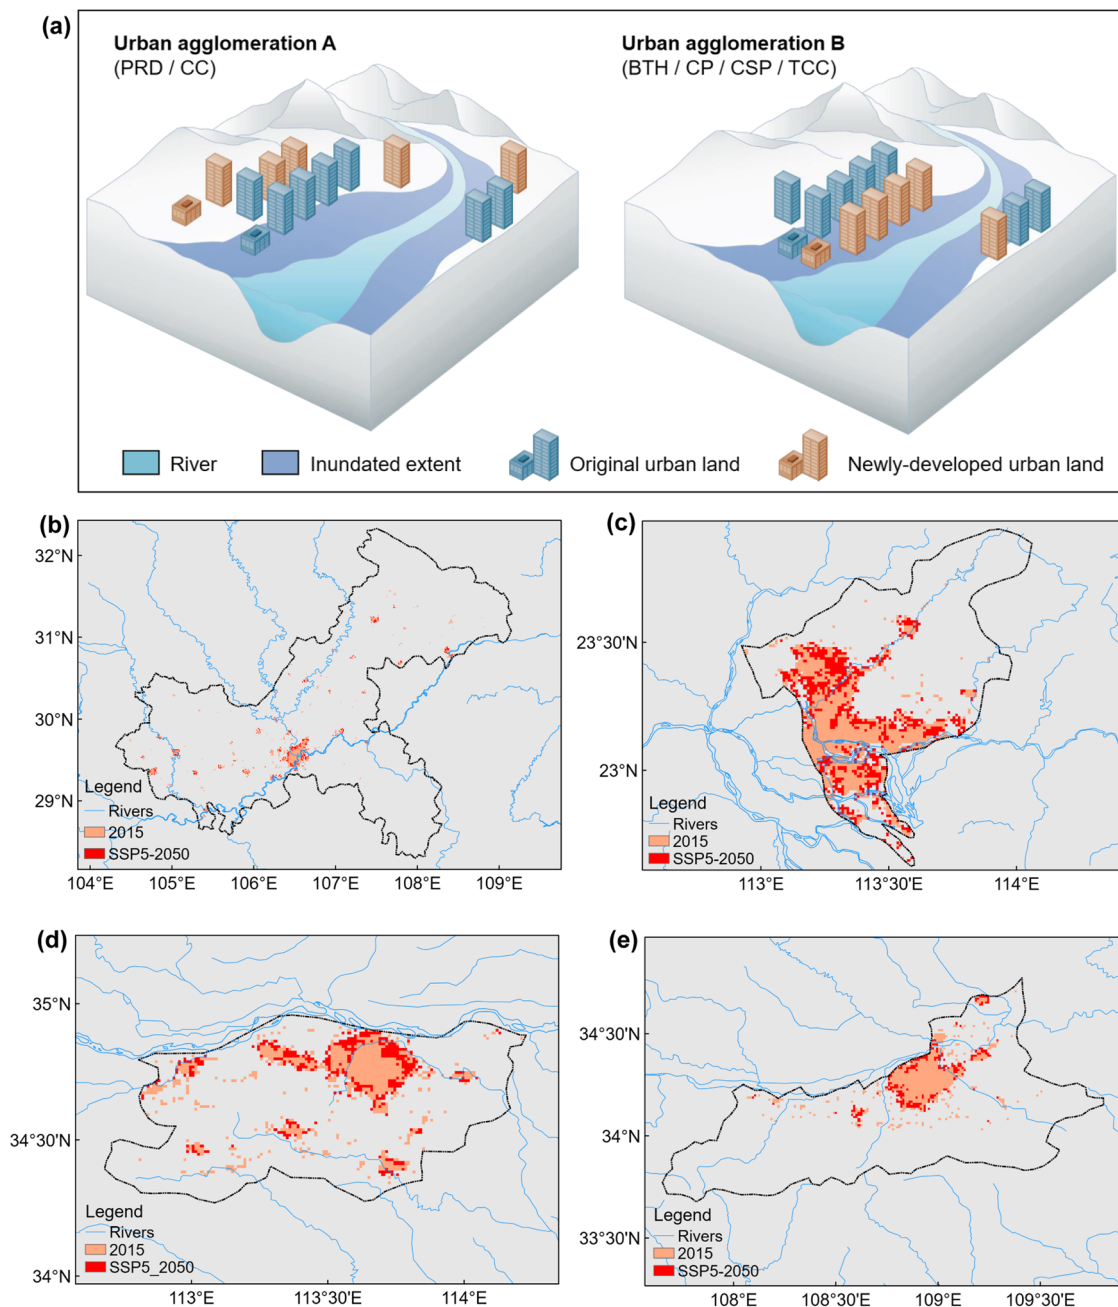 (a)
Urban agglomeration A
(PRD / CC)
Urban agglomeration B
(BTH / CP / CSP / TCC)
River
Inundated extent
Original urban land
Newly-developed urban land
(b)
32°N
31°N
30°N
29°N
Legend
Rivers
2015
SSP5-2050
104°E
105°E
106°E
107°E
108°E
109°E
(c)
23°30'N
23°N
Legend
Rivers
2015
SSP5-2050
113°E
113°30'E
114°E
(d)
35°N
34°30'N
34°N
Legend
Rivers
2015
SSP5_2050
113°E
113°30'E
114°E
(e)
34°30'N
34°N
33°30'N
Legend
Rivers
2015
SSP5-2050
108°E
108°30'E
109°E
109°30'E